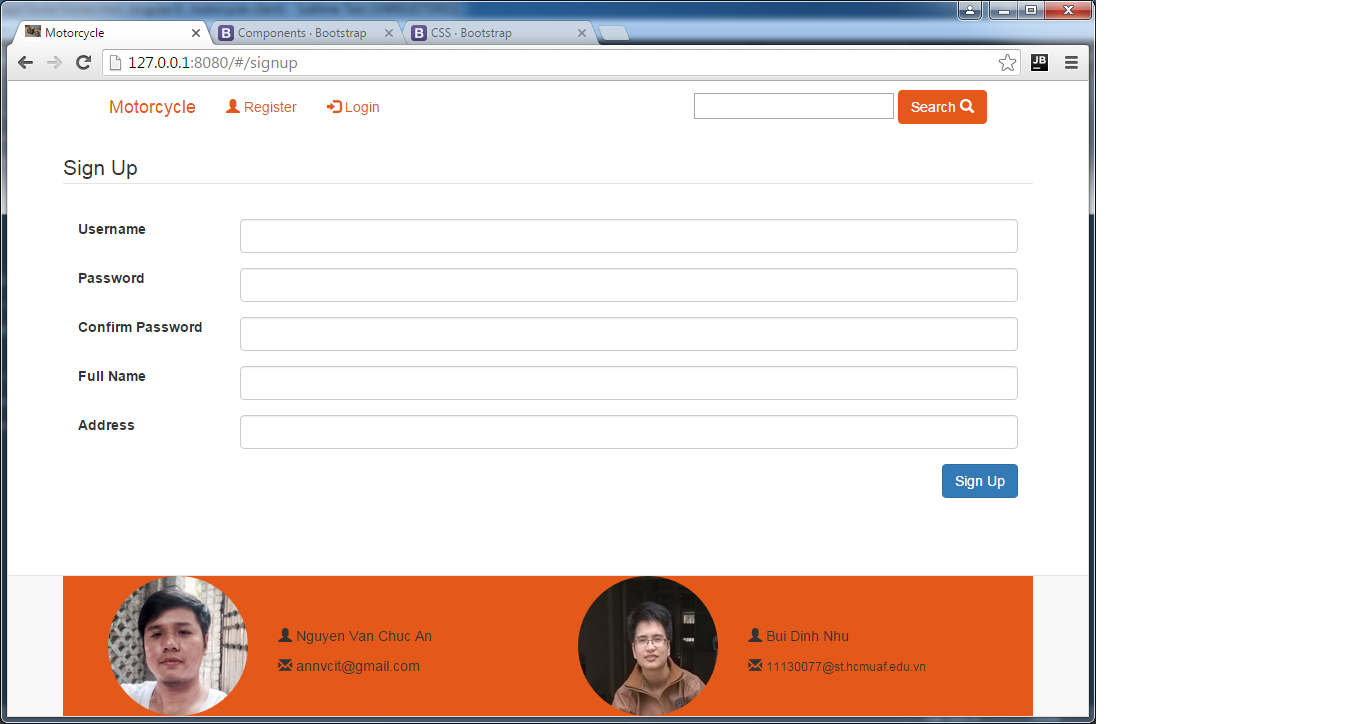 Motorcycle
Components · Bootstrap
CSS · Bootstrap
127.0.0.1:8080/#/signup
JB
Motorcycle Register Login Search
Sign Up
Username
Password
Confirm Password
Full Name
Address
Sign Up
Nguyen Van Chuc An
annvcit@gmail.com
Bui Dinh Nhu
11130077@st.hcmuaf.edu.vn